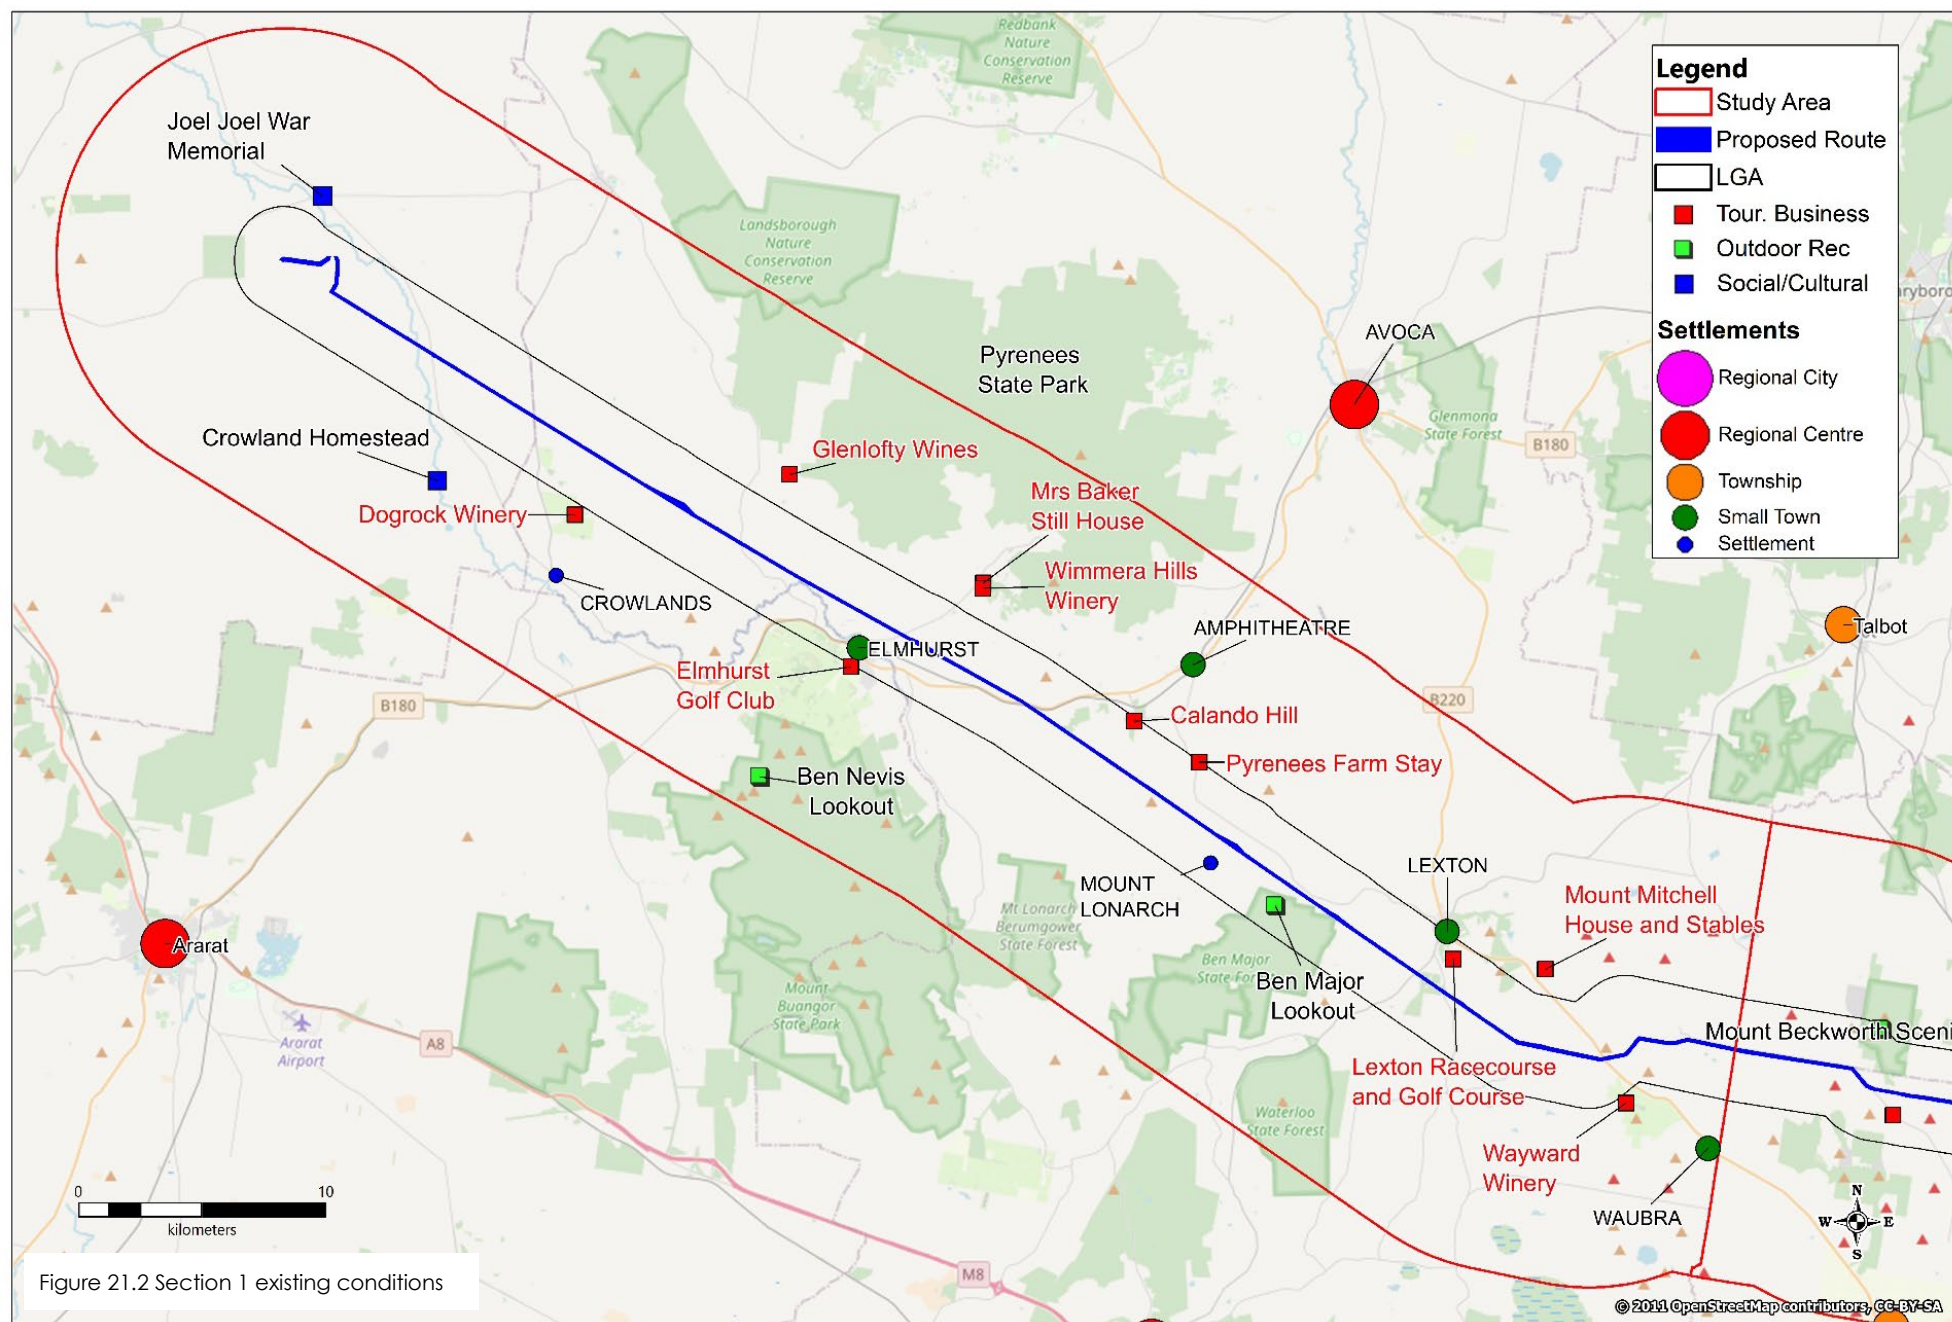 Redbank
Nature
Conservation
Reserve
Legend
Study Area
Proposed Route
LGA
Tour. Business
Outdoor Rec
Social/Cultural
Settlements
Regional City
Regional Centre
Township
Small Town
Settlement
Joel Joel War
Memorial
Landsborough
Nature
Conservation
Reserve
AVOCA
Pyrenees
State Park
Glenmona
State Forest
B180
Crowland Homestead
Glenlofty Wines
Dogrock Winery
Mrs Baker
Still House
Wimmera Hills
Winery
CROWLANDS
AMPHITHEATRE
Talbot
ELMHURST
Elmhurst
Golf Club
B180
B220
Calando Hill
Pyrenees Farm Stay
Ben Nevis
Lookout
LEXTON
MOUNT
LONARCH
Mt Lonarch
Berumgower
State Forest
Mount Mitchell
House and Stables
Ararat
Ben Major
State
Ben Major
Lookout
Mount
Buangor
State Park
Mount Beckworth Sceni
A8
Ararat
Airport
Lexton Racecourse
and Golf Course
Waterloo
State Forest
Wayward
Winery
WAUBRA
N
W E
S
0 10
kilometers
M8
Figure 21.2 Section 1 existing conditions
© 2011 OpenStreetMap contributors, CC-BY-SA